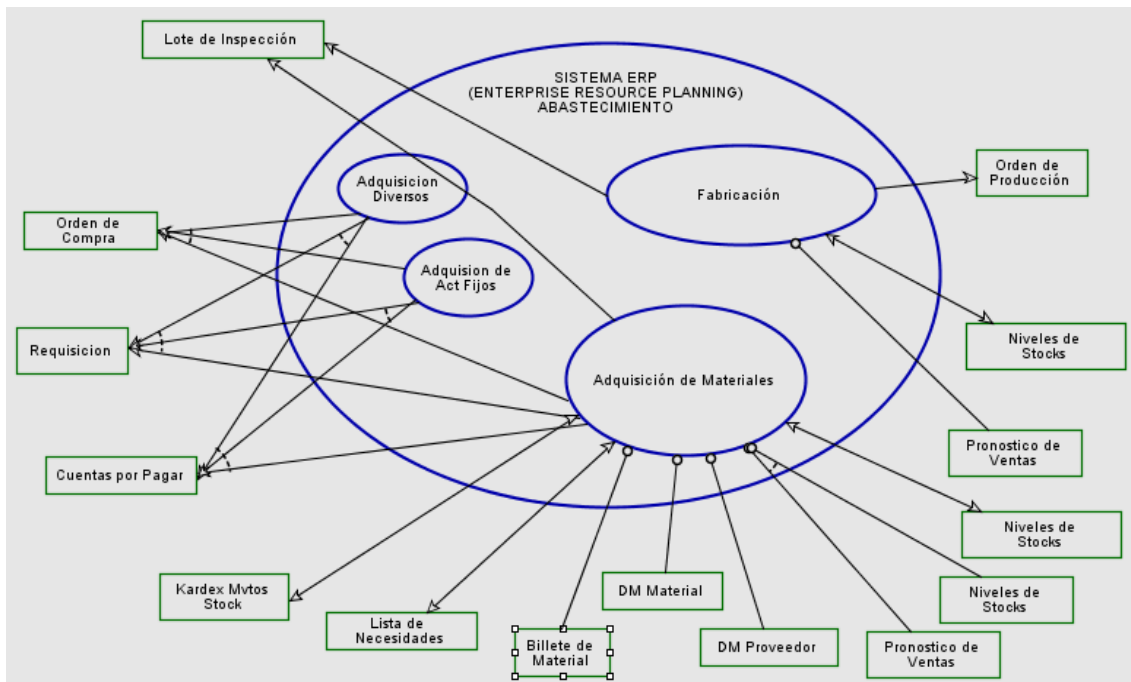 Lote de Inspección
SISTEMA ERP
(ENTERPRISE RESOURCE PLANNING)
ABASTECIMIENTO
Adquisicion
Diversos
Fabricación
Orden de
Producción
Orden de
Compra
Adquision de
Act Fijos
Requisicion
Niveles de
Stocks
Adquisición de Materiales
Pronostico de
Ventas
Cuentas por Pagar
Niveles de
Stocks
Kardex Mvtos
Stock
DM Material
Niveles de
Stocks
Lista de
Necesidades
Billete de
Material
DM Proveedor
Pronostico de
Ventas